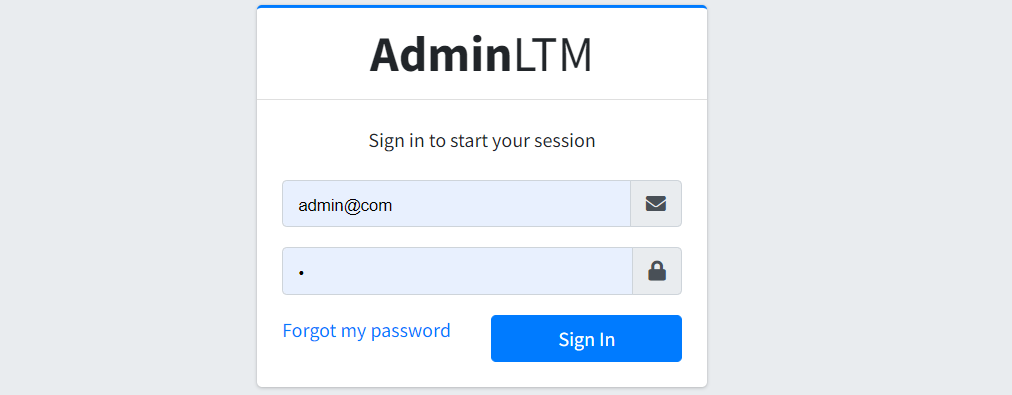 AdminLTM
Sign in to start your session
admin@com
•
Forgot my password
Sign In